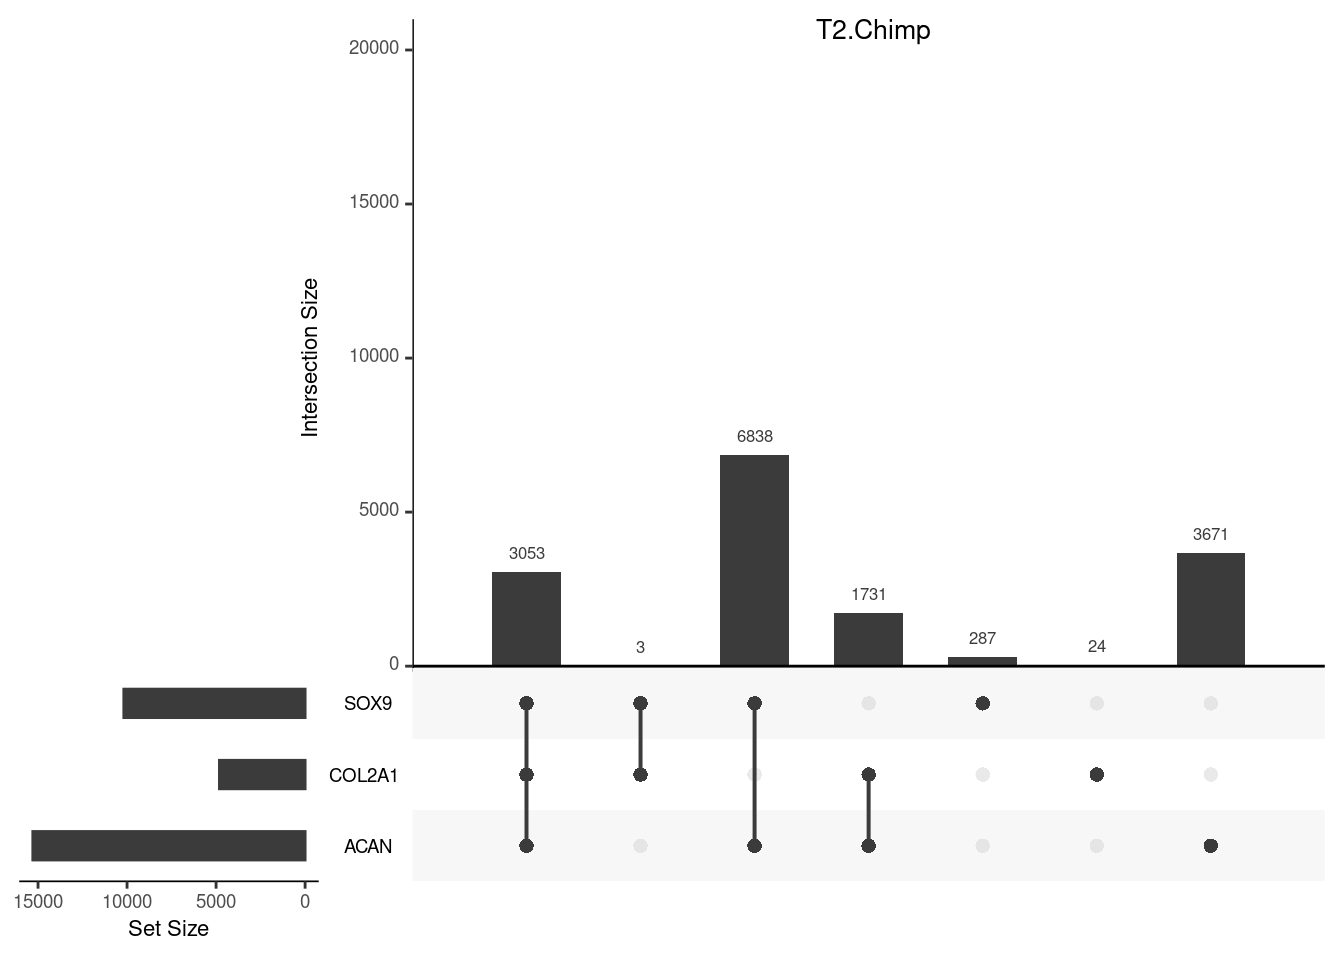 T2.Chimp
20000
15000
10000
5000
0
Intersection Size
3053
3
6838
1731
287
24
3671
SOX9
COL2A1
ACAN
15000 10000 5000 0
Set Size